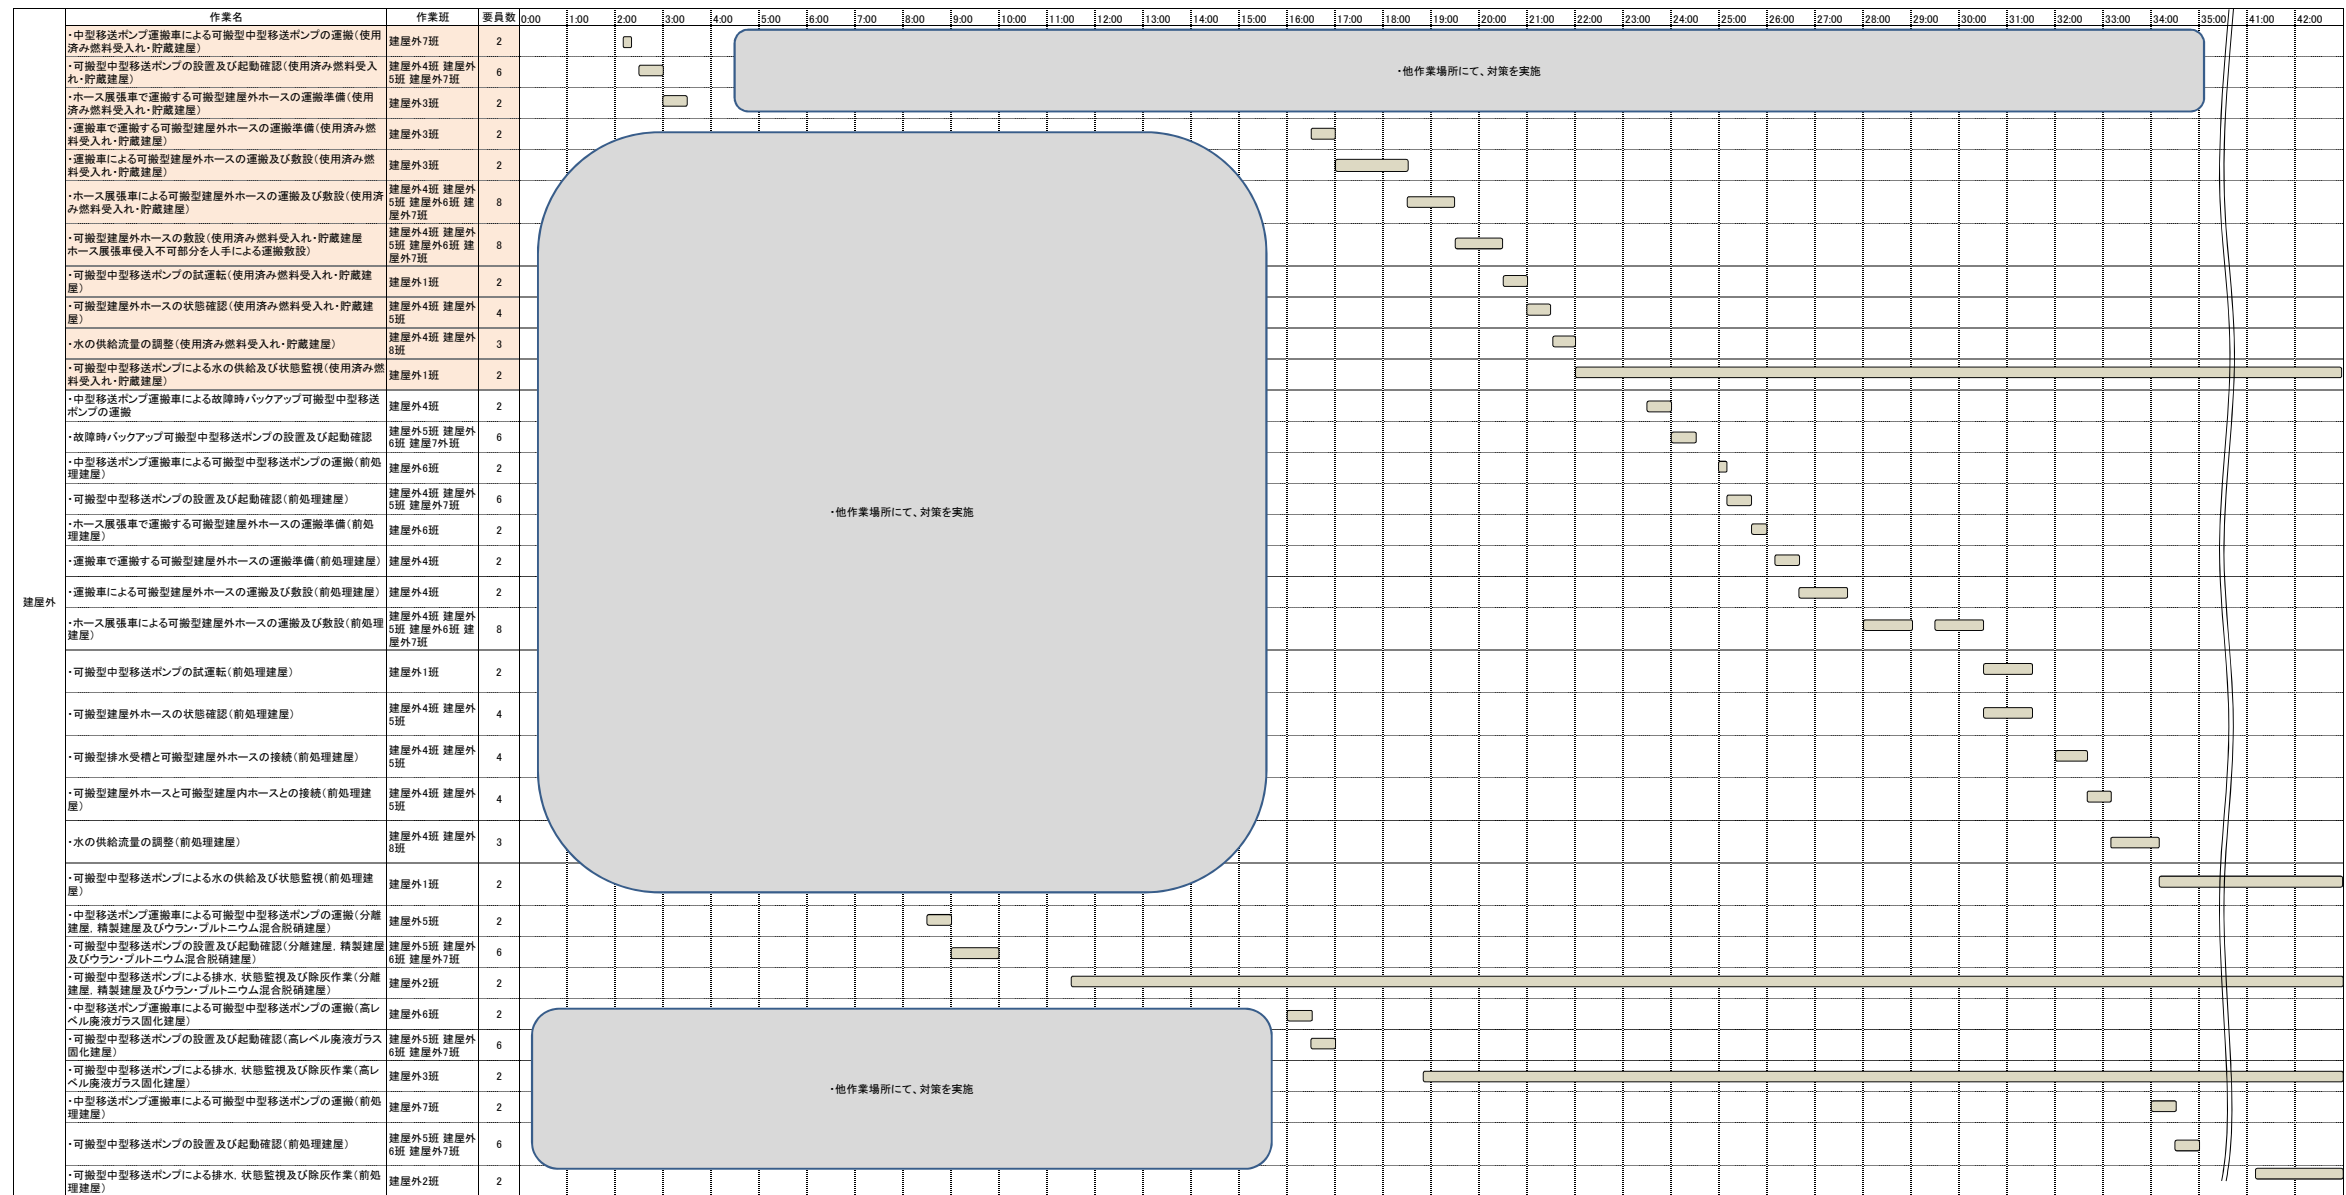 作業名 作業班 要員数 0:00 1:00 2:00 3:00 4:00 5:00 6:00 7:00 8:00 9:00 10:00 11:00 12:00 13:00 14:00 15:00 16:00 17:00 18:00 19:00 20:00 21:00 22:00 23:00 24:00 25:00 26:00 27:00 28:00 29:00 30:00 31:00 32:00 33:00 34:00 35:00 41:00 42:00
建屋外
・中型移送ポンプ運搬車による可搬型中型移送ポンプの運搬(使用
済み燃料受入れ・貯蔵建屋)
建屋外7班
2
・可搬型中型移送ポンプの設置及び起動確認(使用済み燃料受入
れ・貯蔵建屋)
建屋外4班 建屋外
5班 建屋外7班
6
・他作業場所にて、対策を実施
・ホース展張車で運搬する可搬型建屋外ホースの運搬準備(使用
済み燃料受入れ・貯蔵建屋)
建屋外3班
2
・運搬車で運搬する可搬型建屋外ホースの運搬準備(使用済み燃
料受入れ・貯蔵建屋)
建屋外3班
2
・運搬車による可搬型建屋外ホースの運搬及び敷設(使用済み燃
料受入れ・貯蔵建屋)
建屋外3班
2
・ホース展張車による可搬型建屋外ホースの運搬及び敷設(使用済
み燃料受入れ・貯蔵建屋)
建屋外4班 建屋外
5班 建屋外6班 建
屋外7班
8
・可搬型建屋外ホースの敷設(使用済み燃料受入れ・貯蔵建屋
ホース展張車侵入不可部分を人手による運搬敷設)
建屋外4班 建屋外
5班 建屋外6班 建
屋外7班
8
・可搬型中型移送ポンプの試運転(使用済み燃料受入れ・貯蔵建
屋)
建屋外1班
2
・可搬型建屋外ホースの状態確認(使用済み燃料受入れ・貯蔵建
屋)
建屋外4班 建屋外
5班
4
・水の供給流量の調整(使用済み燃料受入れ・貯蔵建屋)
建屋外4班 建屋外
8班
3
・可搬型中型移送ポンプによる水の供給及び状態監視(使用済み燃
料受入れ・貯蔵建屋)
建屋外1班
2
・中型移送ポンプ運搬車による故障時バックアップ可搬型中型移送
ポンプの運搬
建屋外4班
2
・故障時バックアップ可搬型中型移送ポンプの設置及び起動確認
建屋外5班 建屋外
6班 建屋7外班
6
・中型移送ポンプ運搬車による可搬型中型移送ポンプの運搬(前処
理建屋)
建屋外6班
2
・可搬型中型移送ポンプの設置及び起動確認(前処理建屋)
建屋外4班 建屋外
5班 建屋外7班
6
・他作業場所にて、対策を実施
・ホース展張車で運搬する可搬型建屋外ホースの運搬準備(前処
理建屋)
建屋外6班
2
・運搬車で運搬する可搬型建屋外ホースの運搬準備(前処理建屋)
建屋外4班
2
・運搬車による可搬型建屋外ホースの運搬及び敷設(前処理建屋)
建屋外4班
2
・ホース展張車による可搬型建屋外ホースの運搬及び敷設(前処理
建屋)
建屋外4班 建屋外
5班 建屋外6班 建
屋外7班
8
・可搬型中型移送ポンプの試運転(前処理建屋)
建屋外1班
2
・可搬型建屋外ホースの状態確認(前処理建屋)
建屋外4班 建屋外
5班
4
・可搬型排水受槽と可搬型建屋外ホースの接続(前処理建屋)
建屋外4班 建屋外
5班
4
・可搬型建屋外ホースと可搬型建屋内ホースとの接続(前処理建
屋)
建屋外4班 建屋外
5班
4
・水の供給流量の調整(前処理建屋)
建屋外4班 建屋外
8班
3
・可搬型中型移送ポンプによる水の供給及び状態監視(前処理建
屋)
建屋外1班
2
・中型移送ポンプ運搬車による可搬型中型移送ポンプの運搬(分離
建屋,精製建屋及びウラン・プルトニウム混合脱硝建屋)
建屋外5班
2
・可搬型中型移送ポンプの設置及び起動確認(分離建屋,精製建屋
及びウラン・プルトニウム混合脱硝建屋)
建屋外5班 建屋外
6班 建屋外7班
6
・可搬型中型移送ポンプによる排水,状態監視及び除灰作業(分離
建屋,精製建屋及びウラン・プルトニウム混合脱硝建屋)
建屋外2班
2
・中型移送ポンプ運搬車による可搬型中型移送ポンプの運搬(高レ
ベル廃液ガラス固化建屋)
建屋外6班
2
・可搬型中型移送ポンプの設置及び起動確認(高レベル廃液ガラス
固化建屋)
建屋外5班 建屋外
6班 建屋外7班
6
・可搬型中型移送ポンプによる排水,状態監視及び除灰作業(高レ
ベル廃液ガラス固化建屋)
建屋外3班
2
・他作業場所にて、対策を実施
・中型移送ポンプ運搬車による可搬型中型移送ポンプの運搬(前処
理建屋)
建屋外7班
2
・可搬型中型移送ポンプの設置及び起動確認(前処理建屋)
建屋外5班 建屋外
6班 建屋外7班
6
・可搬型中型移送ポンプによる排水,状態監視及び除灰作業(前処
理建屋)
建屋外2班
2